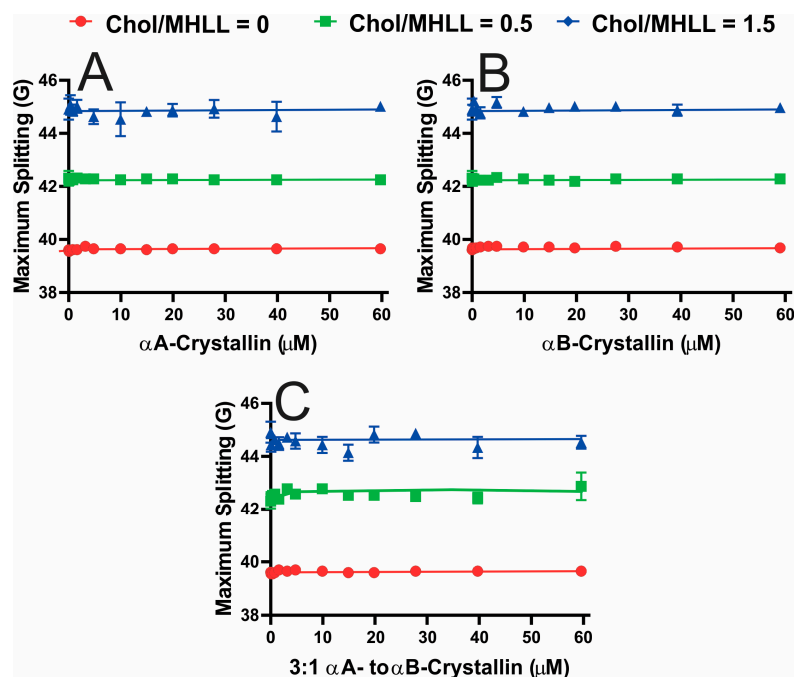 Chol/MHLL = 0 Chol/MHLL = 0.5 Chol/MHLL = 1.5
A
Maximum Splitting (G)
46
44
42
40
38
0 10 20 30 40 50 60
αA-Crystallin (μM)
B
Maximum Splitting (G)
46
44
42
40
38
0 10 20 30 40 50 60
αB-Crystallin (μM)
C
Maximum Splitting (G)
46
44
42
40
38
0 10 20 30 40 50 60
3:1 αA- to αB-Crystallin (μM)